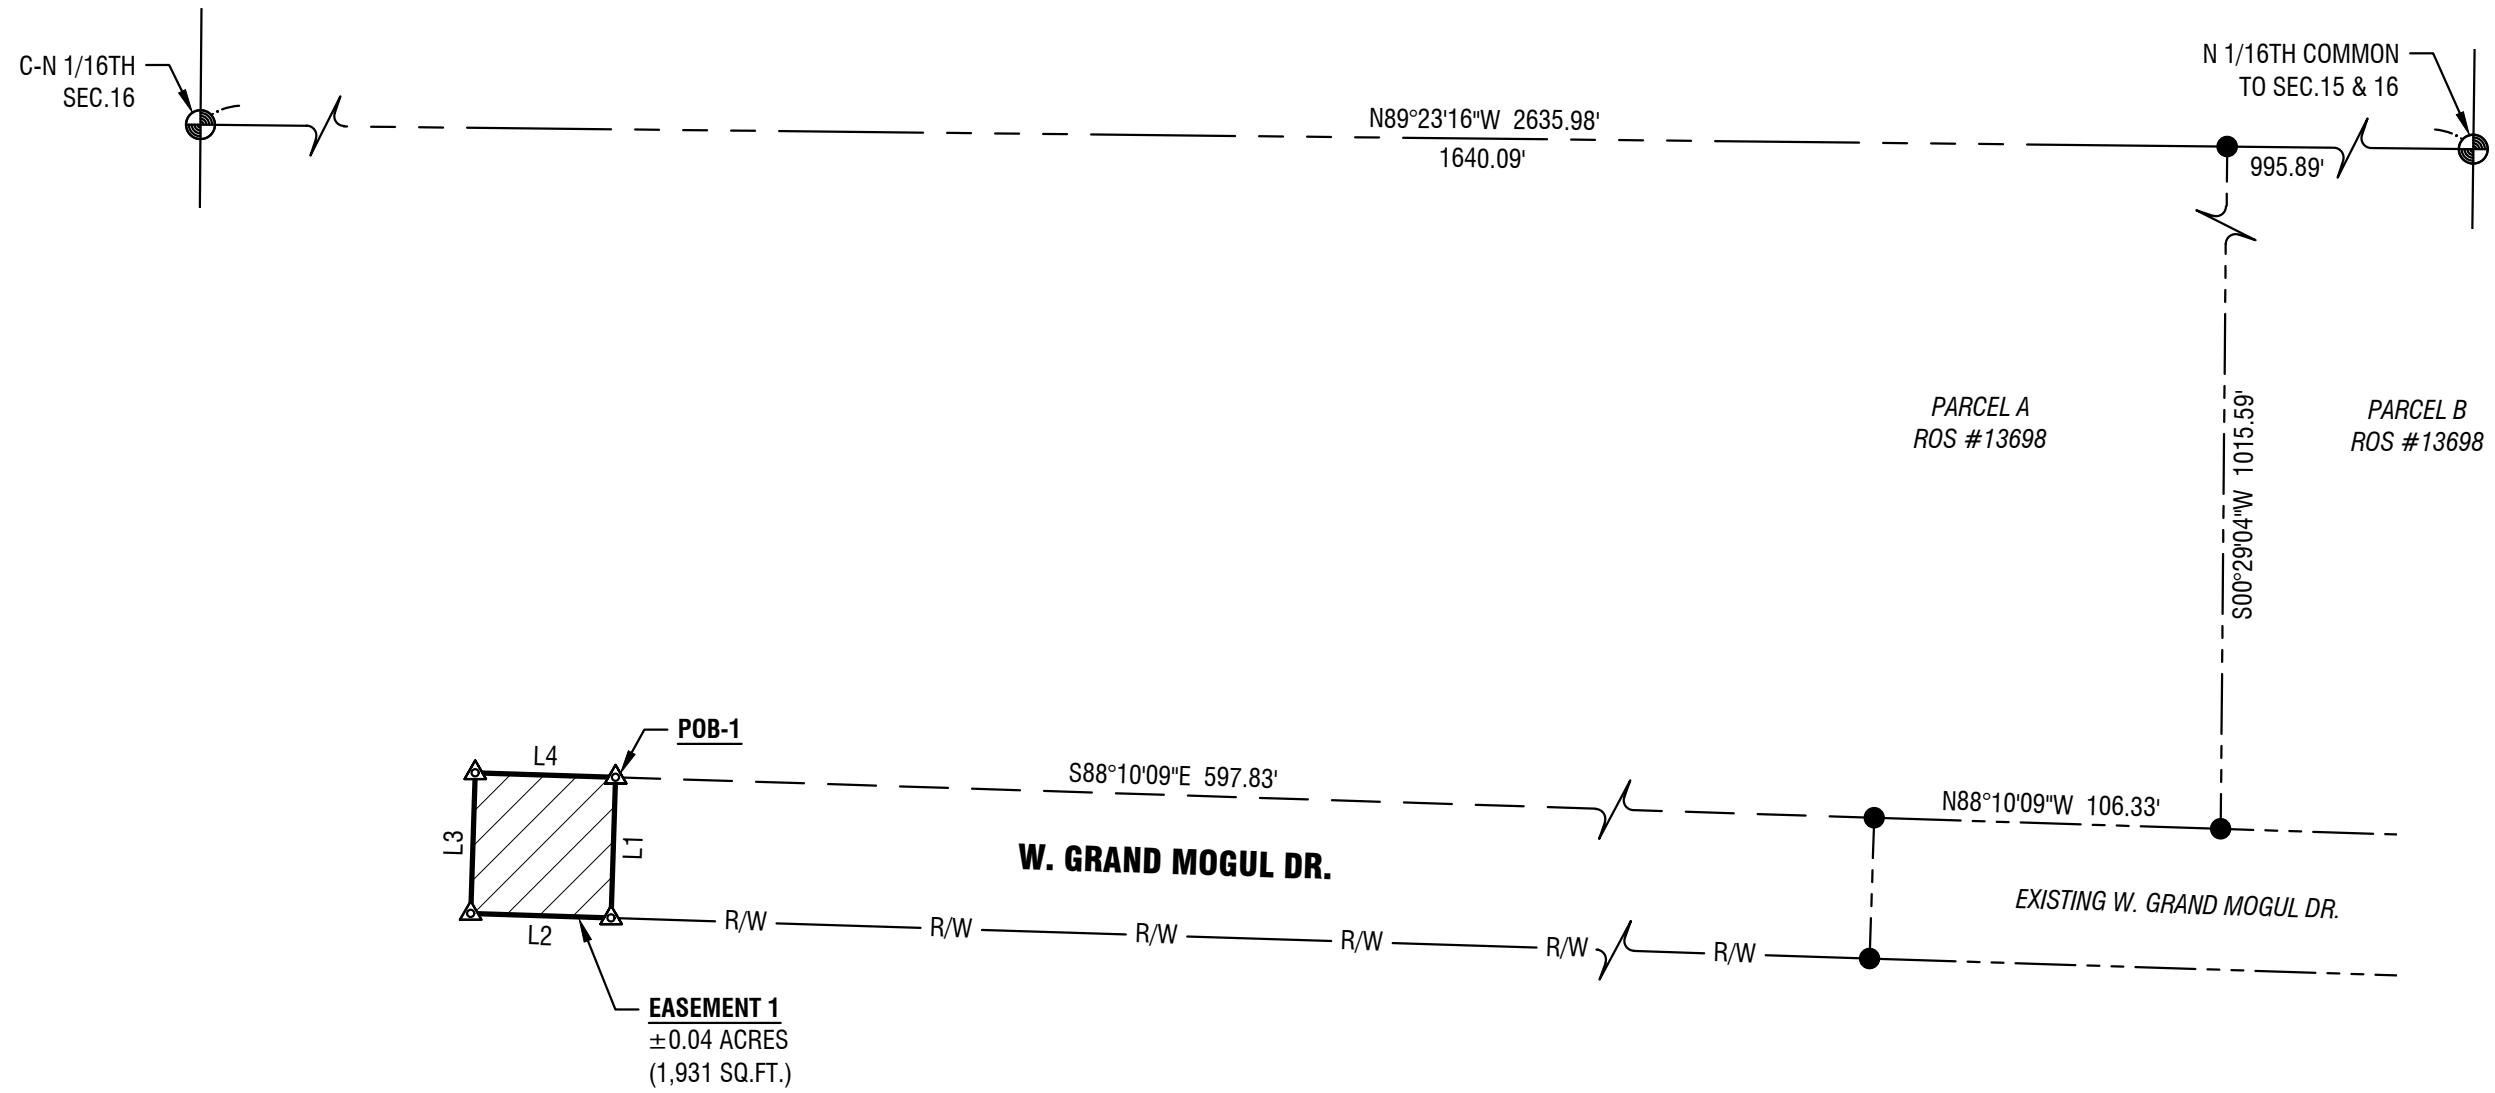 C-N 1/16TH
SEC.16
N 1/16TH COMMON
TO SEC.15 & 16
N89°23'16"W 2635.98'
1640.09'
995.89'
PARCEL A
ROS #13698
PARCEL B
ROS #13698
S00°29'04"W 1015.59'
POB-1
L4
L3
L1
L2
S88°10'09"E 597.83'
N88°10'09"W 106.33'
W. GRAND MOGUL DR.
EXISTING W. GRAND MOGUL DR.
R/W R/W R/W R/W R/W R/W
EASEMENT 1
±0.04 ACRES
(1,931 SQ.FT.)